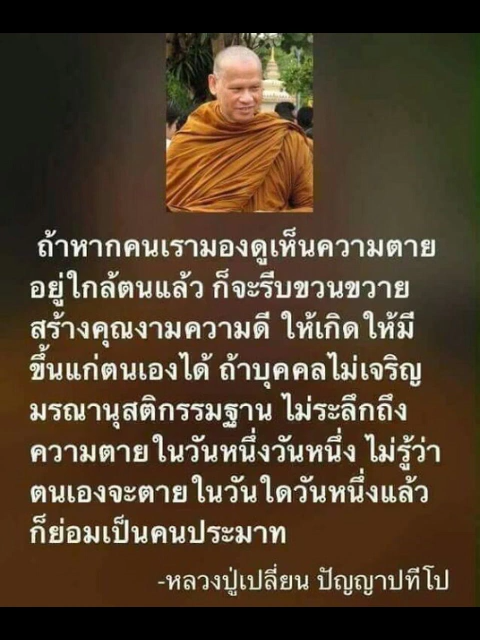 ถ้าหากคนเรามองดูเห็นความตาย
อยู่ใกล้ตนแล้ว ก็จะรีบขวนขวาย
สร้างคุณงามความดี ให้เกิดให้มี
ขึ้นแก่ตนเองได้ ถ้าบุคคลไม่เจริญ
มรณานุสติกรรมฐาน ไม่ระลึกถึง
ความตายในวันหนึ่งวันหนึ่ง ไม่รู้ว่า
ตนเองจะตายในวันใดวันหนึ่งแล้ว
ก็ย่อมเป็นคนประมาท
-หลวงปู่เปลี่ยน ปัญญาปทีโป